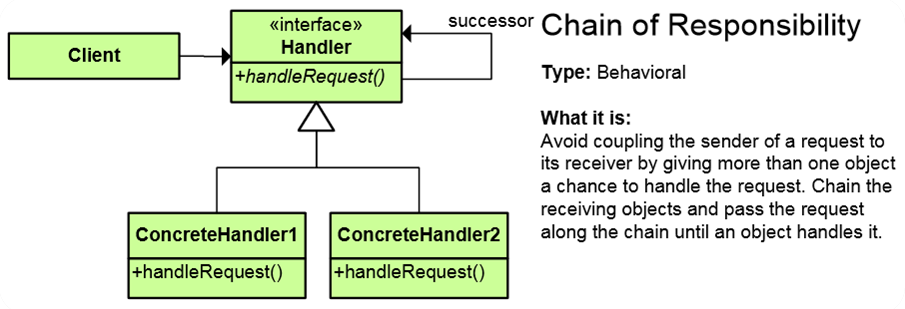 Client
«interface»
Handler
+handleRequest()
successor
ConcreteHandler1
+handleRequest()
ConcreteHandler2
+handleRequest()
Chain of Responsibility
Type: Behavioral
What it is:
Avoid coupling the sender of a request to
its receiver by giving more than one object
a chance to handle the request. Chain the
receiving objects and pass the request
along the chain until an object handles it.